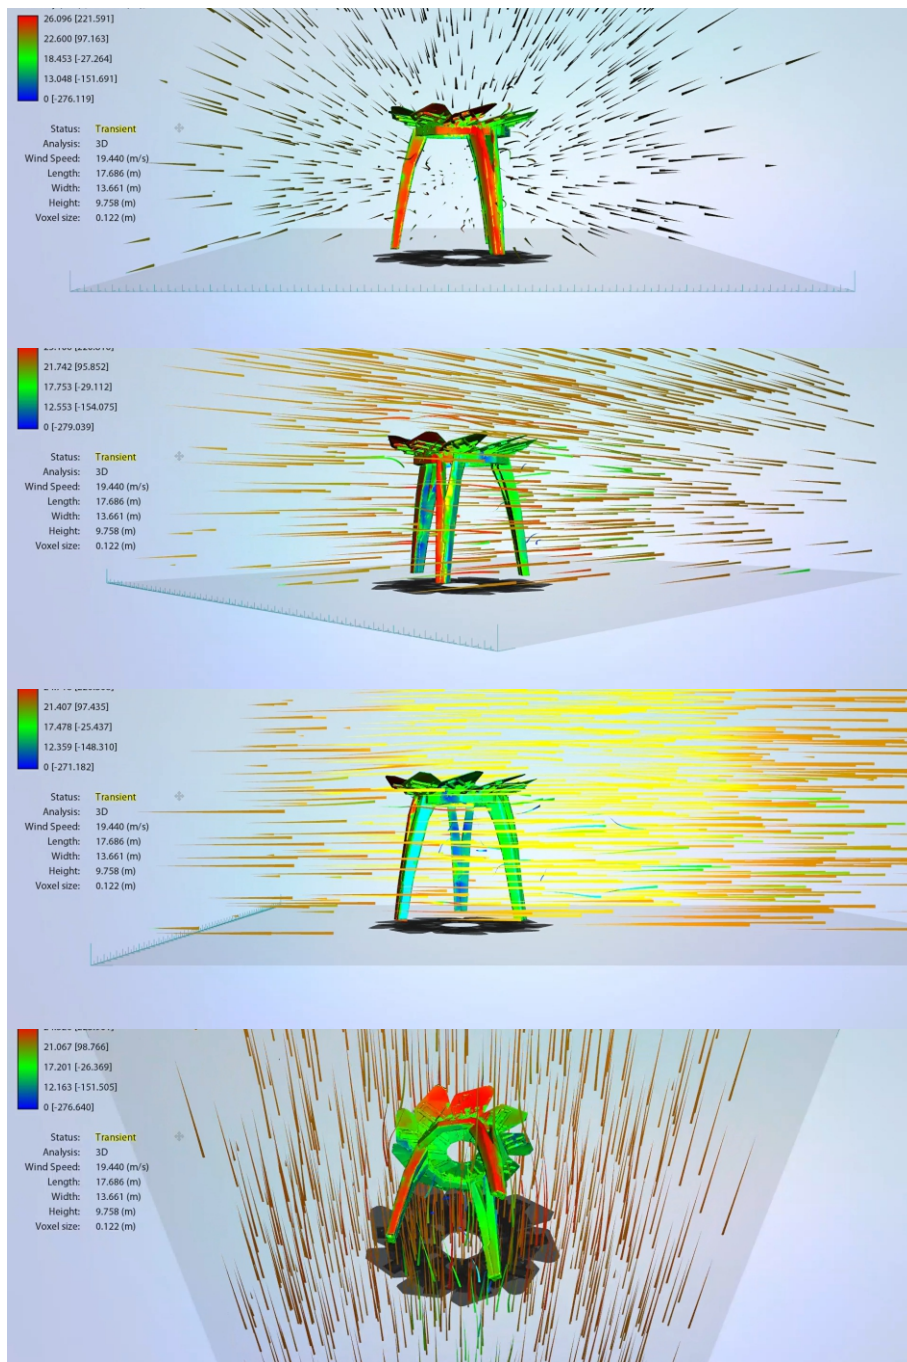 26.096 [221.591]
22.600 [97.163]
18.453 [-27.264]
13.048 [-151.691]
0 [-276.119]
Status: Transient
Analysis: 3D
Wind Speed: 19.440 (m/s)
Length: 17.686 (m)
Width: 13.661 (m)
Height: 9.758 (m)
Voxel size: 0.122 (m)
21.742 [95.852]
17.753 [-29.112]
12.553 [-154.075]
0 [-279.039]
Status: Transient
Analysis: 3D
Wind Speed: 19.440 (m/s)
Length: 17.686 (m)
Width: 13.661 (m)
Height: 9.758 (m)
Voxel size: 0.122 (m)
21.407 [97.435]
17.478 [-25.437]
12.359 [-148.310]
0 [-271.182]
Status: Transient
Analysis: 3D
Wind Speed: 19.440 (m/s)
Length: 17.686 (m)
Width: 13.661 (m)
Height: 9.758 (m)
Voxel size: 0.122 (m)
21.067 [98.766]
17.201 [-26.369]
12.163 [-151.505]
0 [-276.640]
Status: Transient
Analysis: 3D
Wind Speed: 19.440 (m/s)
Length: 17.686 (m)
Width: 13.661 (m)
Height: 9.758 (m)
Voxel size: 0.122 (m)